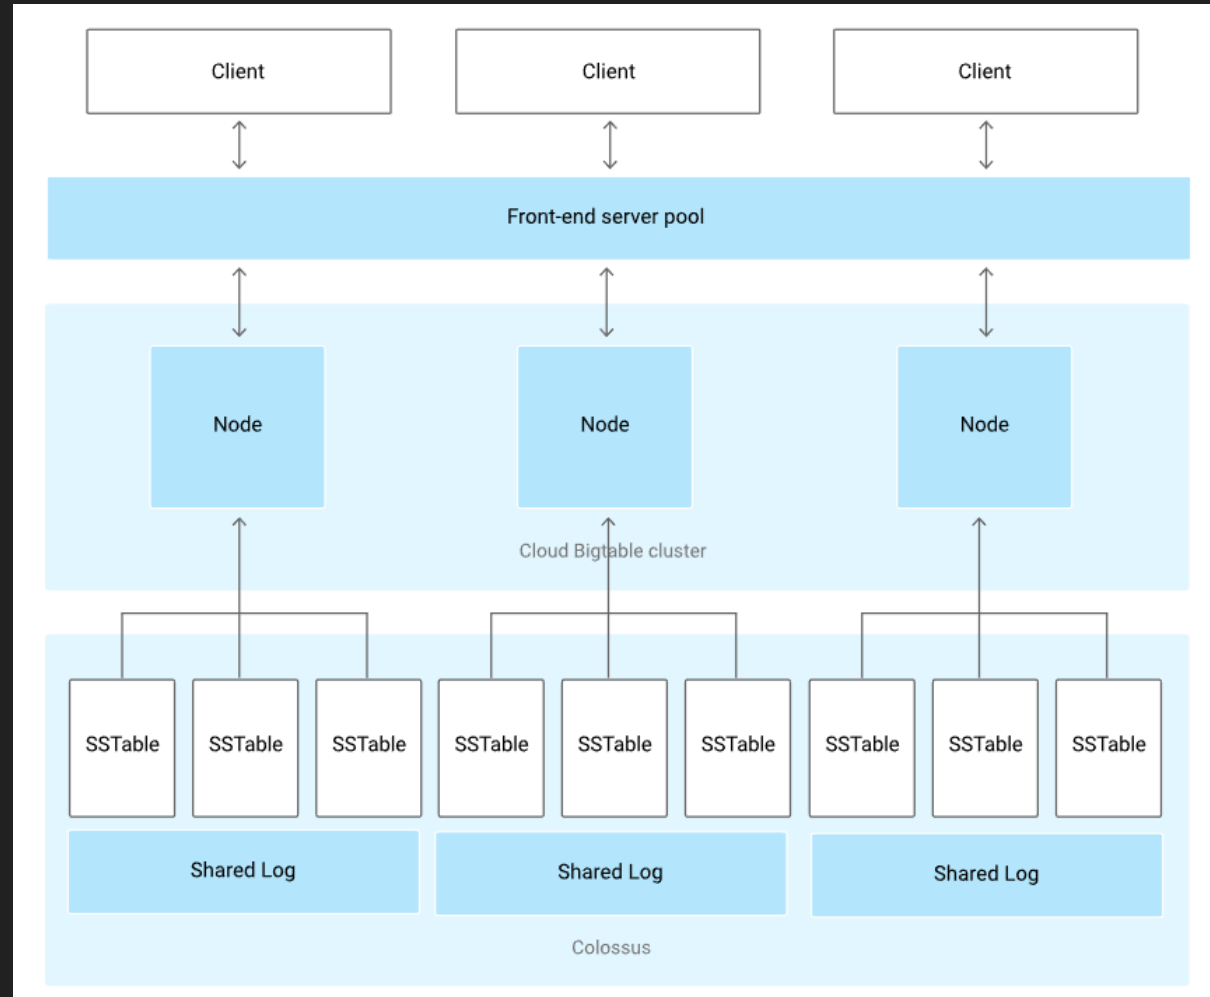 Client
Client
Client
Front-end server pool
Node
Node
Node
Cloud Bigtable cluster
SSTable
SSTable
SSTable
SSTable
SSTable
SSTable
SSTable
SSTable
SSTable
Shared Log
Shared Log
Shared Log
Colossus